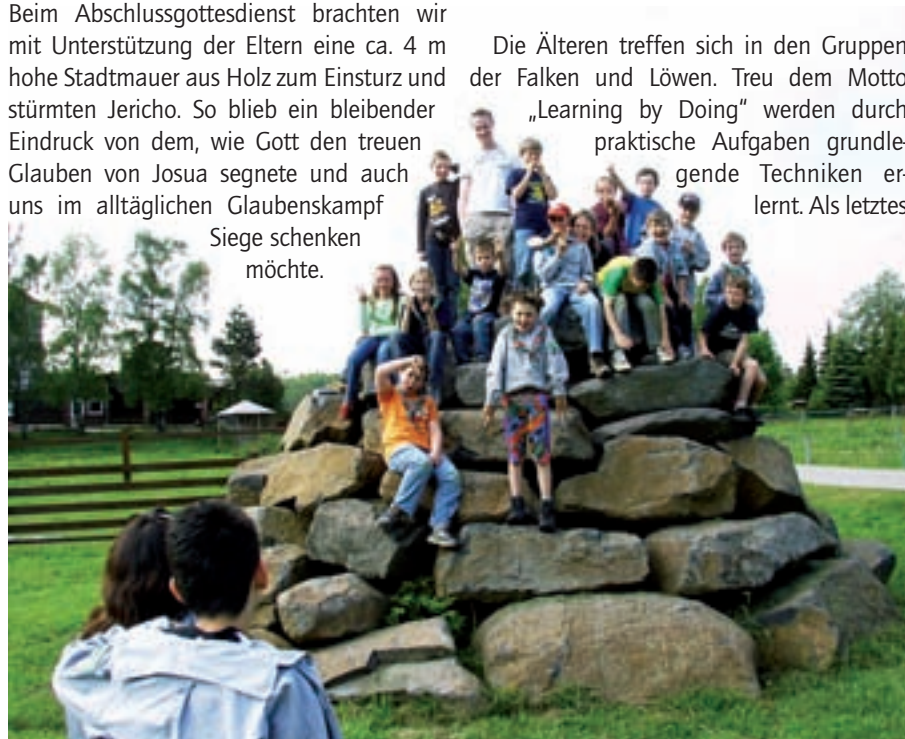 Beim Abschlussgottesdienst brachten wir
mit Unterstützung der Eltern eine ca. 4 m
hohe Stadtmauer aus Holz zum Einsturz und
stürmten Jericho. So blieb ein bleibender
Eindruck von dem, wie Gott den treuen
Glauben von Josua segnete und auch
uns im alltäglichen Glaubenskampf
Siege schenken
möchte.
Die Älteren treffen sich in den Gruppen
der Falken und Löwen. Treu dem Motto
„Learning by Doing“ werden durch
praktische Aufgaben grundle-
gende Techniken er-
lernt. Als letztes